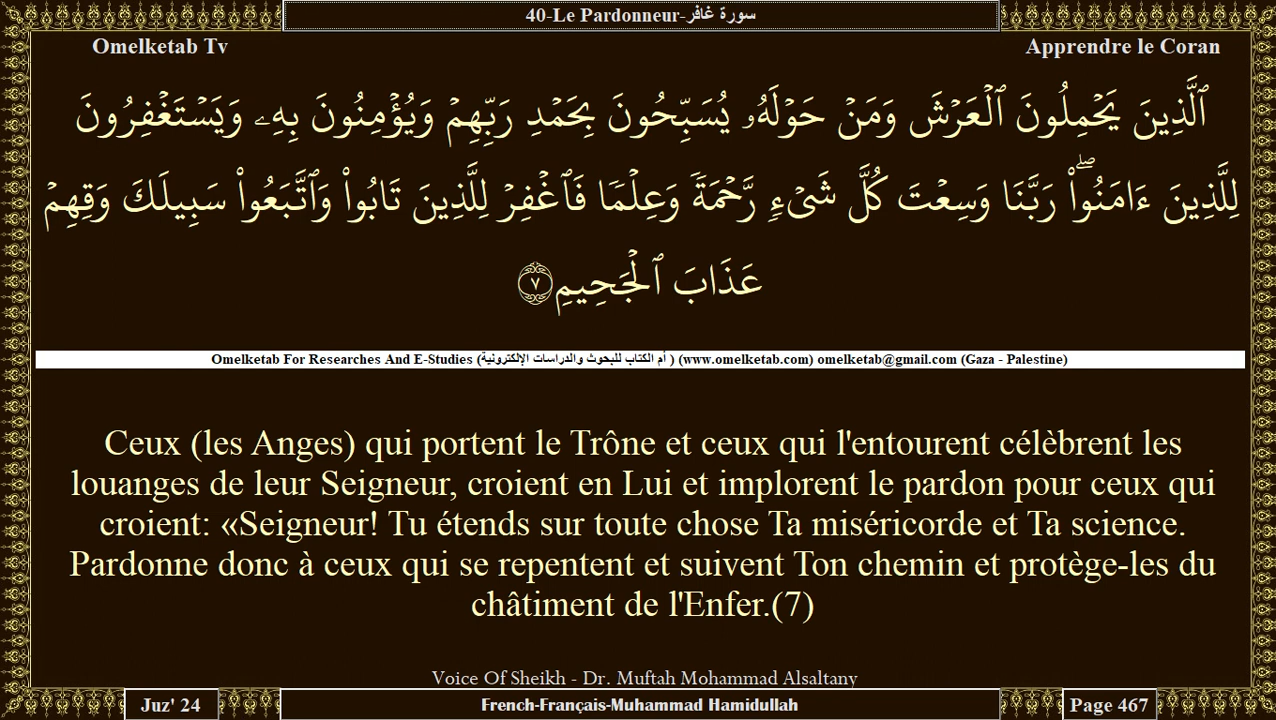 40-Le Pardonneur-سورة غافر
Omelketab Tv
Apprendre le Coran
ٱلَّذِينَ يَحْمِلُونَ ٱلْعَرْشَ وَمَنْ حَوْلَهُۥ يُسَبِّحُونَ بِحَمْدِ رَبِّهِمْ وَيُؤْمِنُونَ بِهِۦ وَيَسْتَغْفِرُونَ
لِلَّذِينَ ءَامَنُوا۟ۖ رَبَّنَا وَسِعْتَ كُلَّ شَىْءٍ رَّحْمَةً وَعِلْمًا فَٱغْفِرْ لِلَّذِينَ تَابُوا۟ وَٱتَّبَعُوا۟ سَبِيلَكَ وَقِهِمْ
عَذَابَ ٱلْجَحِيمِ ٧
Omelketab For Researches And E-Studies (أم الكتاب للبحوث والدراسات الإلكترونية ) (www.omelketab.com) omelketab@gmail.com (Gaza - Palestine)
Ceux (les Anges) qui portent le Trône et ceux qui l'entourent célèbrent les
louanges de leur Seigneur, croient en Lui et implorent le pardon pour ceux qui
croient: «Seigneur! Tu étends sur toute chose Ta miséricorde et Ta science.
Pardonne donc à ceux qui se repentent et suivent Ton chemin et protège-les du
châtiment de l'Enfer.(7)
Voice Of Sheikh - Dr. Muftah Mohammad Alsaltany
Juz' 24
French-Français-Muhammad Hamidullah
Page 467